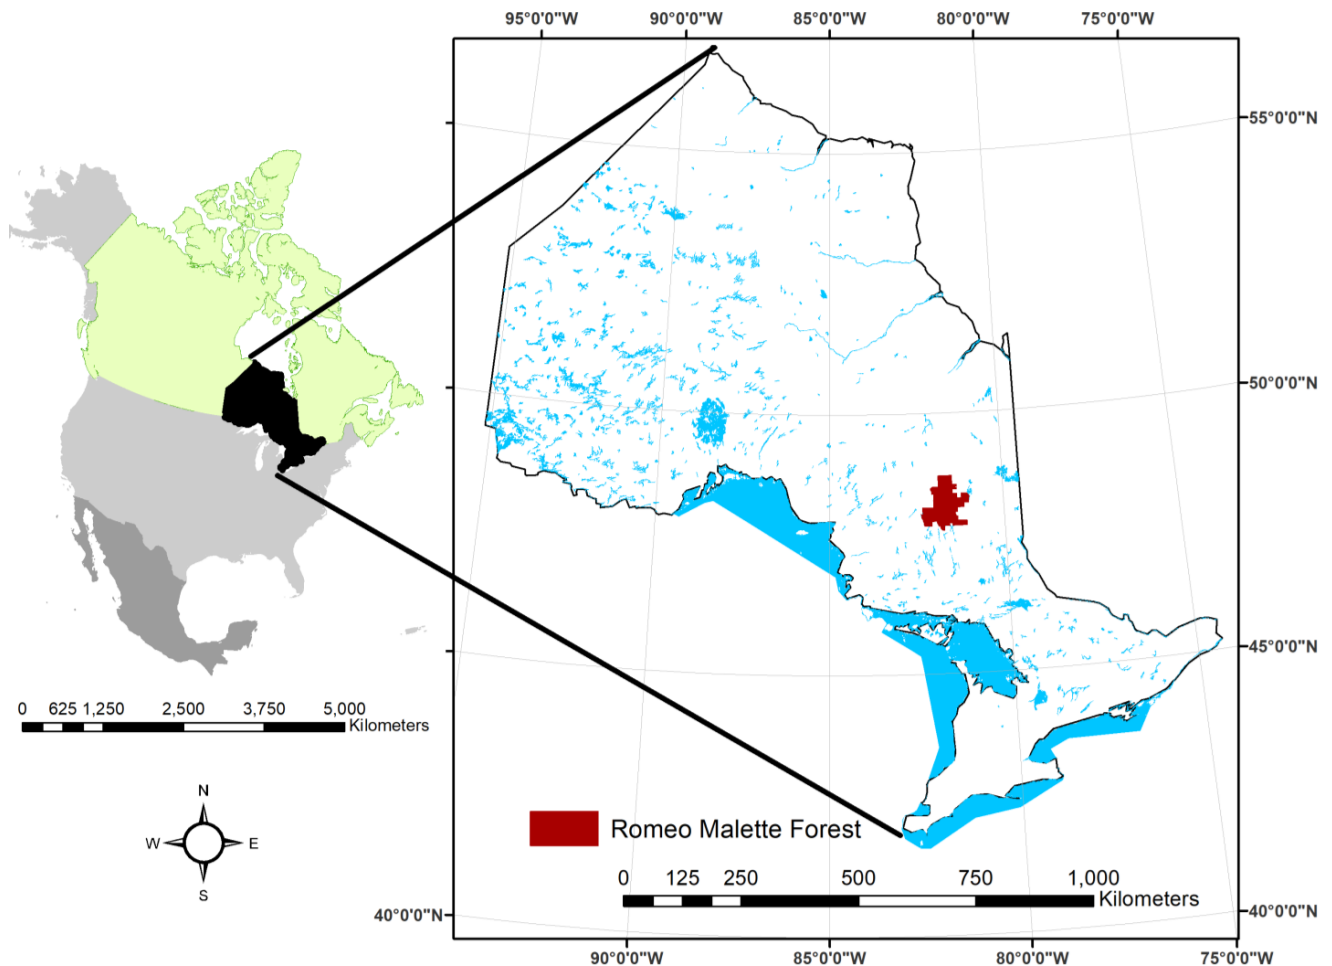 95°0'0"W 90°0'0"W 85°0'0"W 80°0'0"W 75°0'0"W
55°0'0"N
50°0'0"N
45°0'0"N
0 625 1,250 2,500 3,750 5,000
Kilometers
N
W E
S
Romeo Malette Forest
0 125 250 500 750 1,000
Kilometers
40°0'0"N 40°0'0"N
90°0'0"W 85°0'0"W 80°0'0"W 75°0'0"W